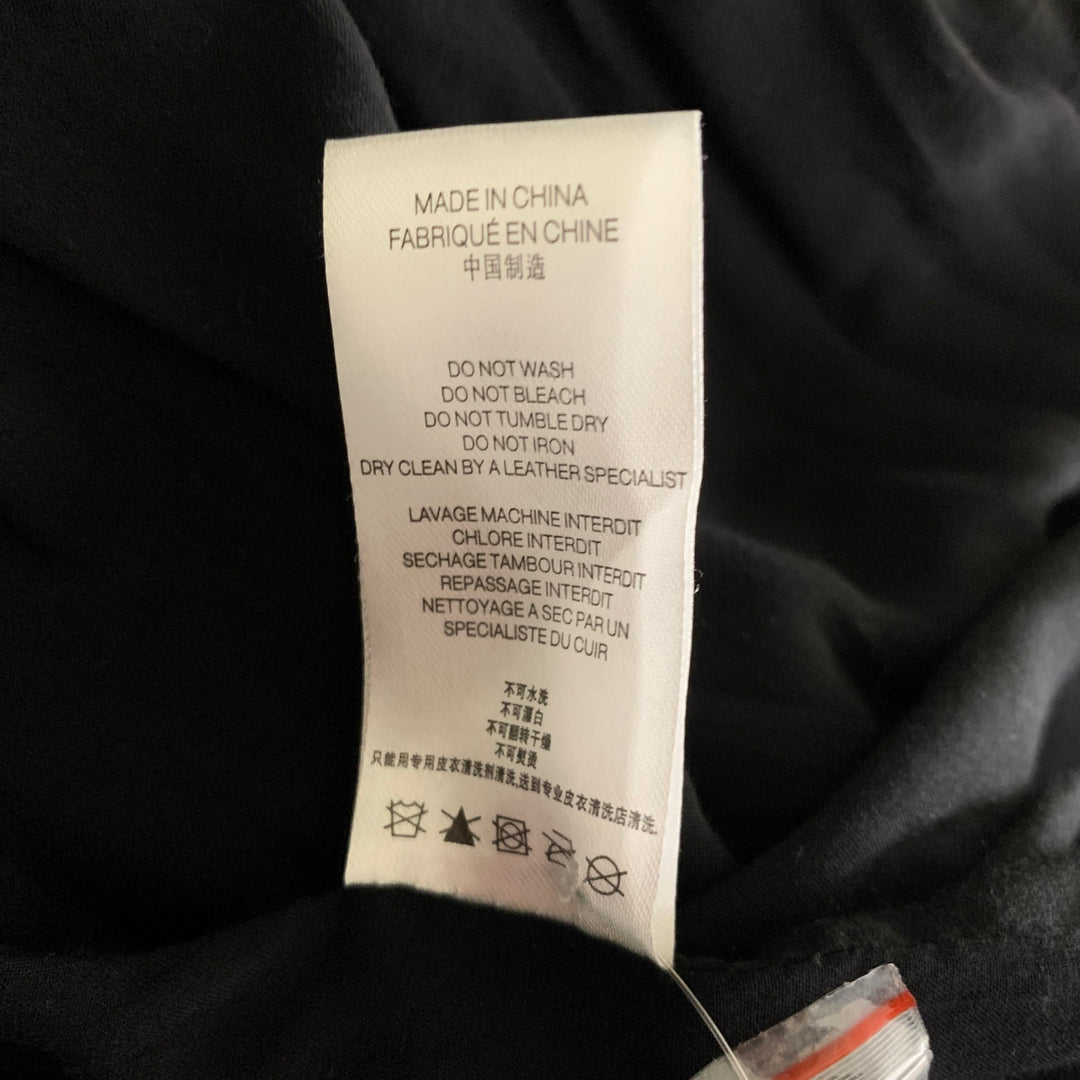 MADE IN CHINA
FABRIQUÉ EN CHINE
中国制造
DO NOT WASH
DO NOT BLEACH
DO NOT TUMBLE DRY
DO NOT IRON
DRY CLEAN BY A LEATHER SPECIALIST
LAVAGE MACHINE INTERDIT
CHLORE INTERDIT
SECHAGE TAMBOUR INTERDIT
REPASSAGE INTERDIT
NETTOYAGE A SEC PAR UN
SPECIALISTE DU CUIR
不可水洗
不可漂白
不可翻转干燥
不可熨烫
只能用专用皮衣清洗剂清洗,送到专业皮衣清洗店清洗.